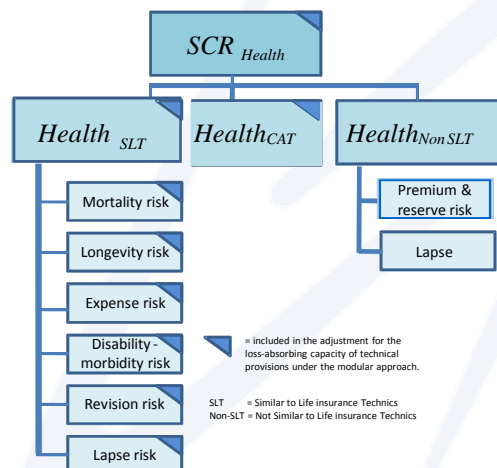 SCR Health
Health SLT
HealthCAT
HealthNon SLT
Mortality risk
Longevity risk
Expense risk
Disability -
morbidity risk
Revision risk
Lapse risk
Premium &
reserve risk
Lapse
= included in the adjustment for the
loss-absorbing capacity of technical
provisions under the modular approach.
SLT = Similar to Life insurance Technics
Non-SLT = Not Similar to Life insurance Technics